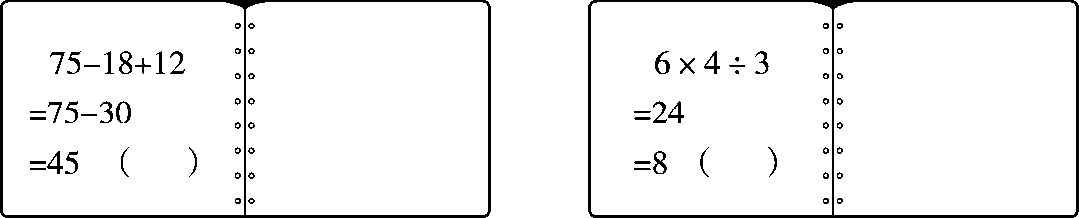 75−18+12
=75−30
=45 (  )
6×4÷3
=24
=8 (  )